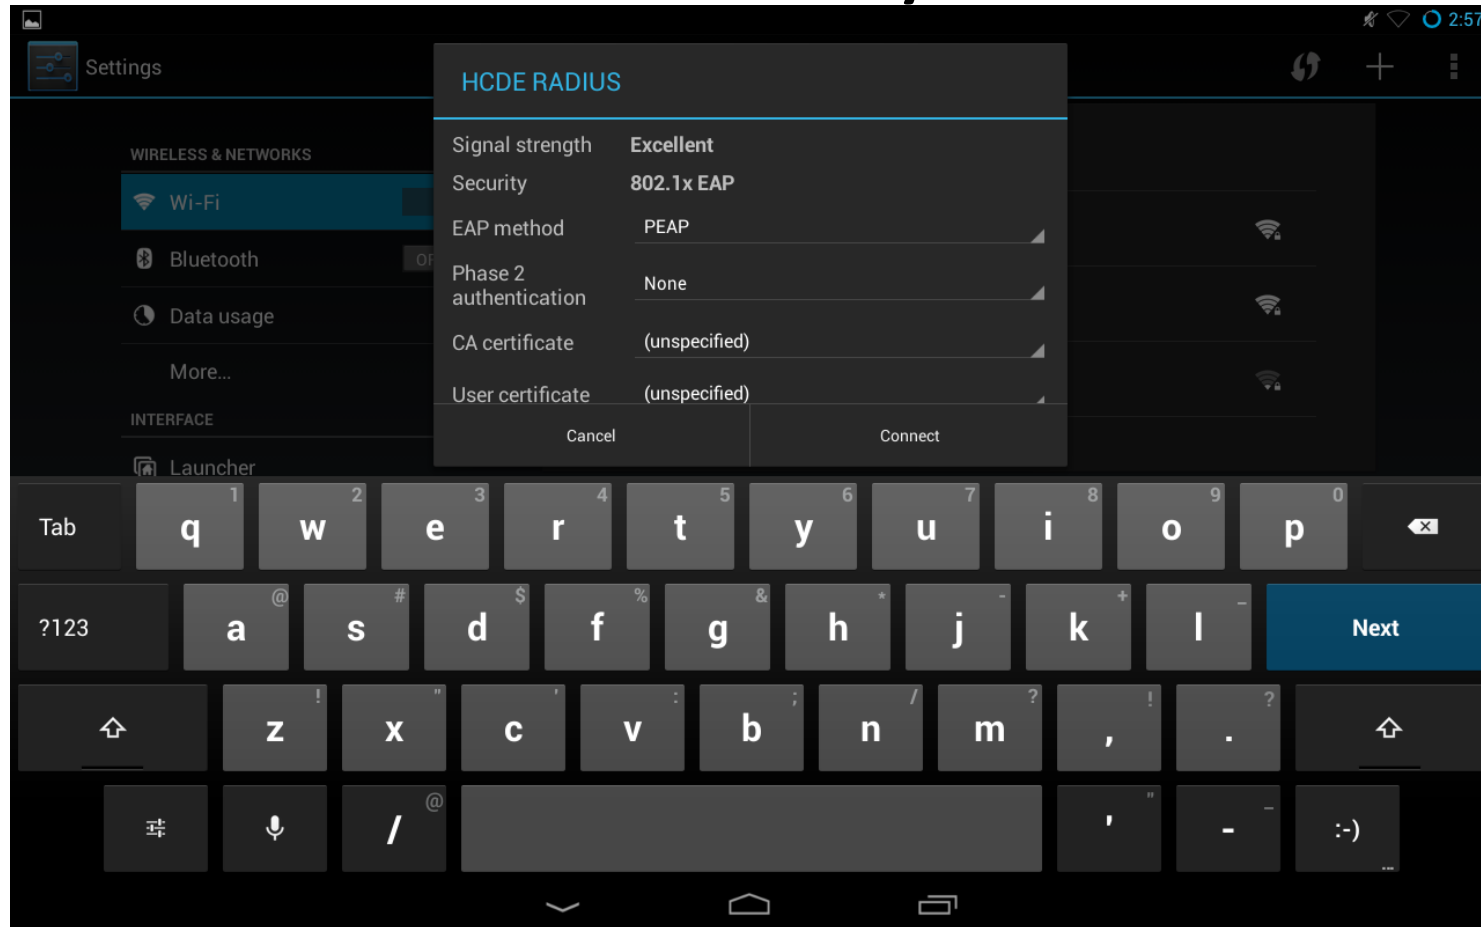 2:57
Settings
HCDE RADIUS
Signal strength Excellent
WIRELESS & NETWORKS
Security 802.1x EAP
Wi-Fi
EAP method PEAP
Bluetooth
Phase 2 authentication None
Data usage
CA certificate (unspecified)
More...
User certificate (unspecified)
INTERFACE
Cancel Connect
Launcher
Tab q 1 w 2 e 3 r 4 t 5 y 6 u 7 i 8 o 9 p 0
?123 a @ s # d $ f % g & h * j - k + l _ Next
z ! x " c ' v : b ; n / m ? , ! . ?
/ @ ' " - _ :-) ...